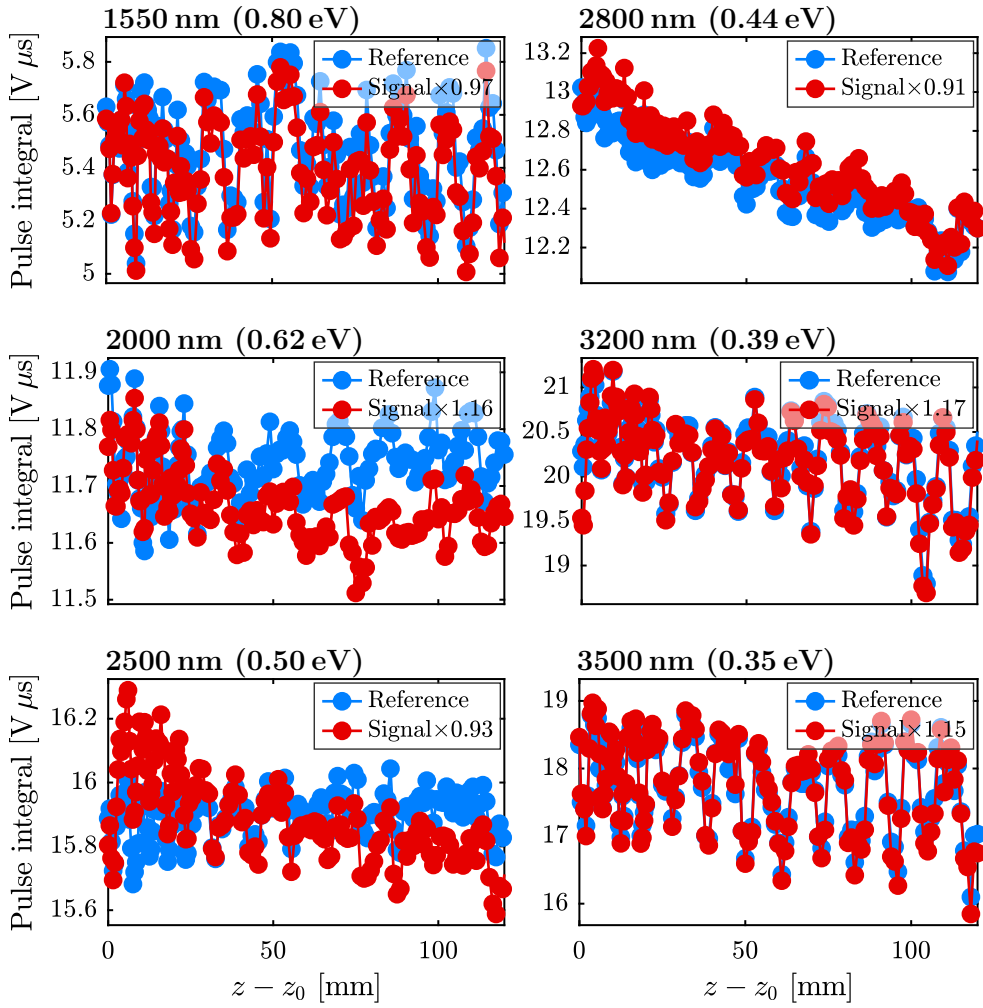 1550 nm (0.80 eV)
Pulse integral [V μs]
5.8
5.6
5.4
5.2
5
Reference
Signal×0.97
2800 nm (0.44 eV)
13.2
13
12.8
12.6
12.4
12.2
Reference
Signal×0.91
2000 nm (0.62 eV)
Pulse integral [V μs]
11.9
11.8
11.7
11.6
11.5
Reference
Signal×1.16
3200 nm (0.39 eV)
21
20.5
20
19.5
19
Reference
Signal×1.17
2500 nm (0.50 eV)
Pulse integral [V μs]
16.2
16
15.8
15.6
Reference
Signal×0.93
0 50 100
z − z₀ [mm]
3500 nm (0.35 eV)
19
18
17
16
Reference
Signal×1.15
0 50 100
z − z₀ [mm]